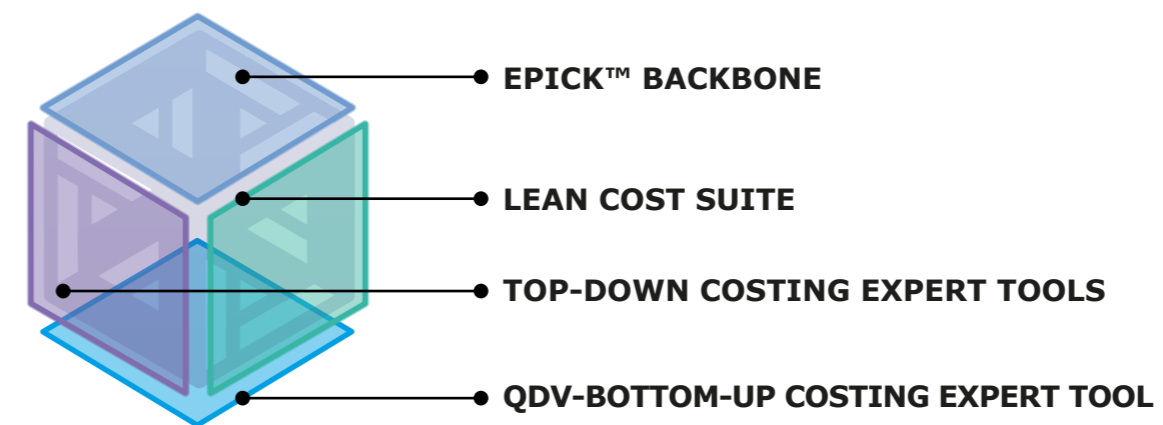 EPICK™ BACKBONE
LEAN COST SUITE
TOP-DOWN COSTING EXPERT TOOLS
QDV-BOTTOM-UP COSTING EXPERT TOOL